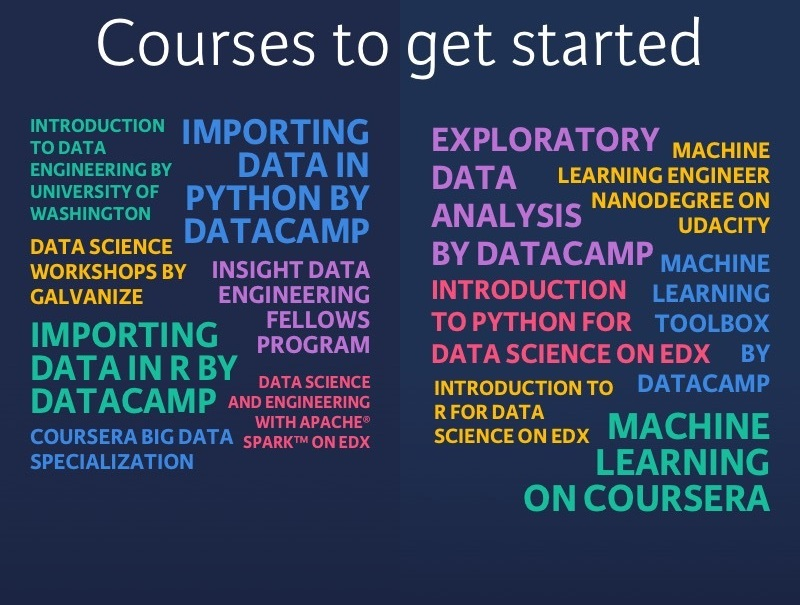 Courses to get started
INTRODUCTION
TO DATA
ENGINEERING BY
UNIVERSITY OF
WASHINGTON
IMPORTING
DATA IN
PYTHON BY
DATACAMP
DATA SCIENCE
WORKSHOPS BY
GALVANIZE
INSIGHT DATA
ENGINEERING
FELLOWS
PROGRAM
IMPORTING
DATA IN R BY
DATACAMP
DATA SCIENCE
AND ENGINEERING
WITH APACHE®
SPARK™ ON EDX
COURSERA BIG DATA
SPECIALIZATION
EXPLORATORY
DATA
ANALYSIS
BY DATACAMP
MACHINE
LEARNING ENGINEER
NANODEGREE ON
UDACITY
INTRODUCTION
TO PYTHON FOR
DATA SCIENCE ON EDX
MACHINE
LEARNING
TOOLBOX
BY
DATACAMP
INTRODUCTION TO
R FOR DATA
SCIENCE ON EDX
MACHINE
LEARNING
ON COURSERA